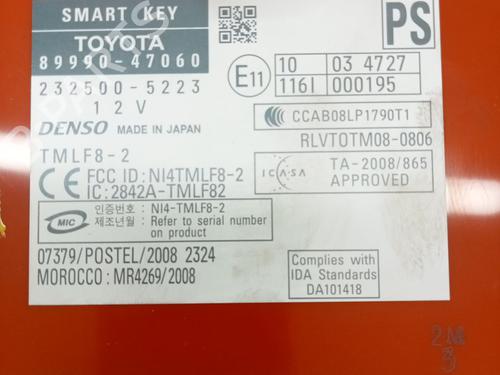 SMART KEY
TOYOTA
89990-47060
232500-5223
12V
DENSO MADE IN JAPAN
TMLF8-2
FCC ID: NI4TMLF8-2
IC: 2842A-TMLF82
PS
E11
10 03 4727
116I 000195
CCAB08LP1790T1
RLVTOTM08-0806
ICASA
TA-2008/865
APPROVED
MIC
인증번호 : NI4-TMLF8-2
제조년월 : Refer to serial number
on product
07379/POSTEL/2008 2324
MOROCCO: MR4269/2008
Complies with
IDA Standards
DA101418
2M
3